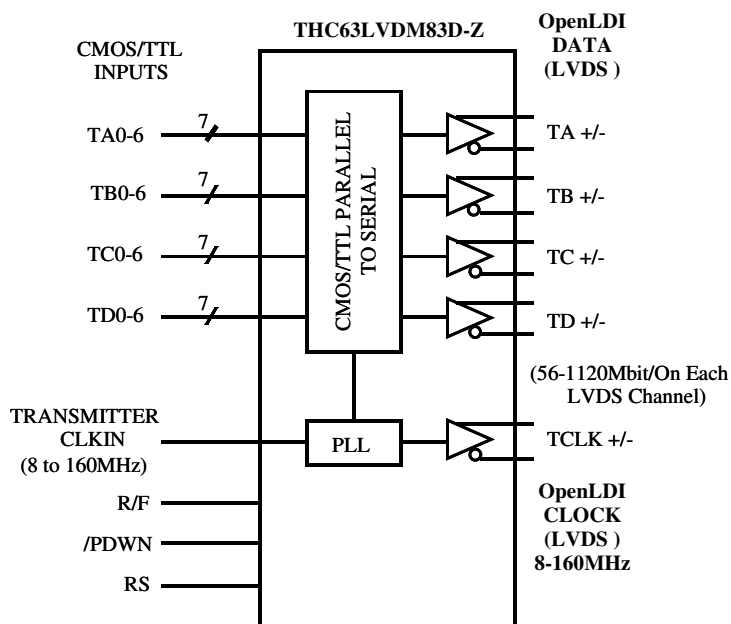 THC63LVDM83D-Z
CMOS/TTL
INPUTS
OpenLDI
DATA
(LVDS )
TA0-6
7
TA +/-
TB0-6
7
TB +/-
TC0-6
7
TC +/-
TD0-6
7
TD +/-
CMOS/TTL PARALLEL
TO SERIAL
(56-1120Mbit/On Each
LVDS Channel)
TRANSMITTER
CLKIN
(8 to 160MHz)
PLL
TCLK +/-
R/F
/PDWN
RS
OpenLDI
CLOCK
(LVDS )
8-160MHz